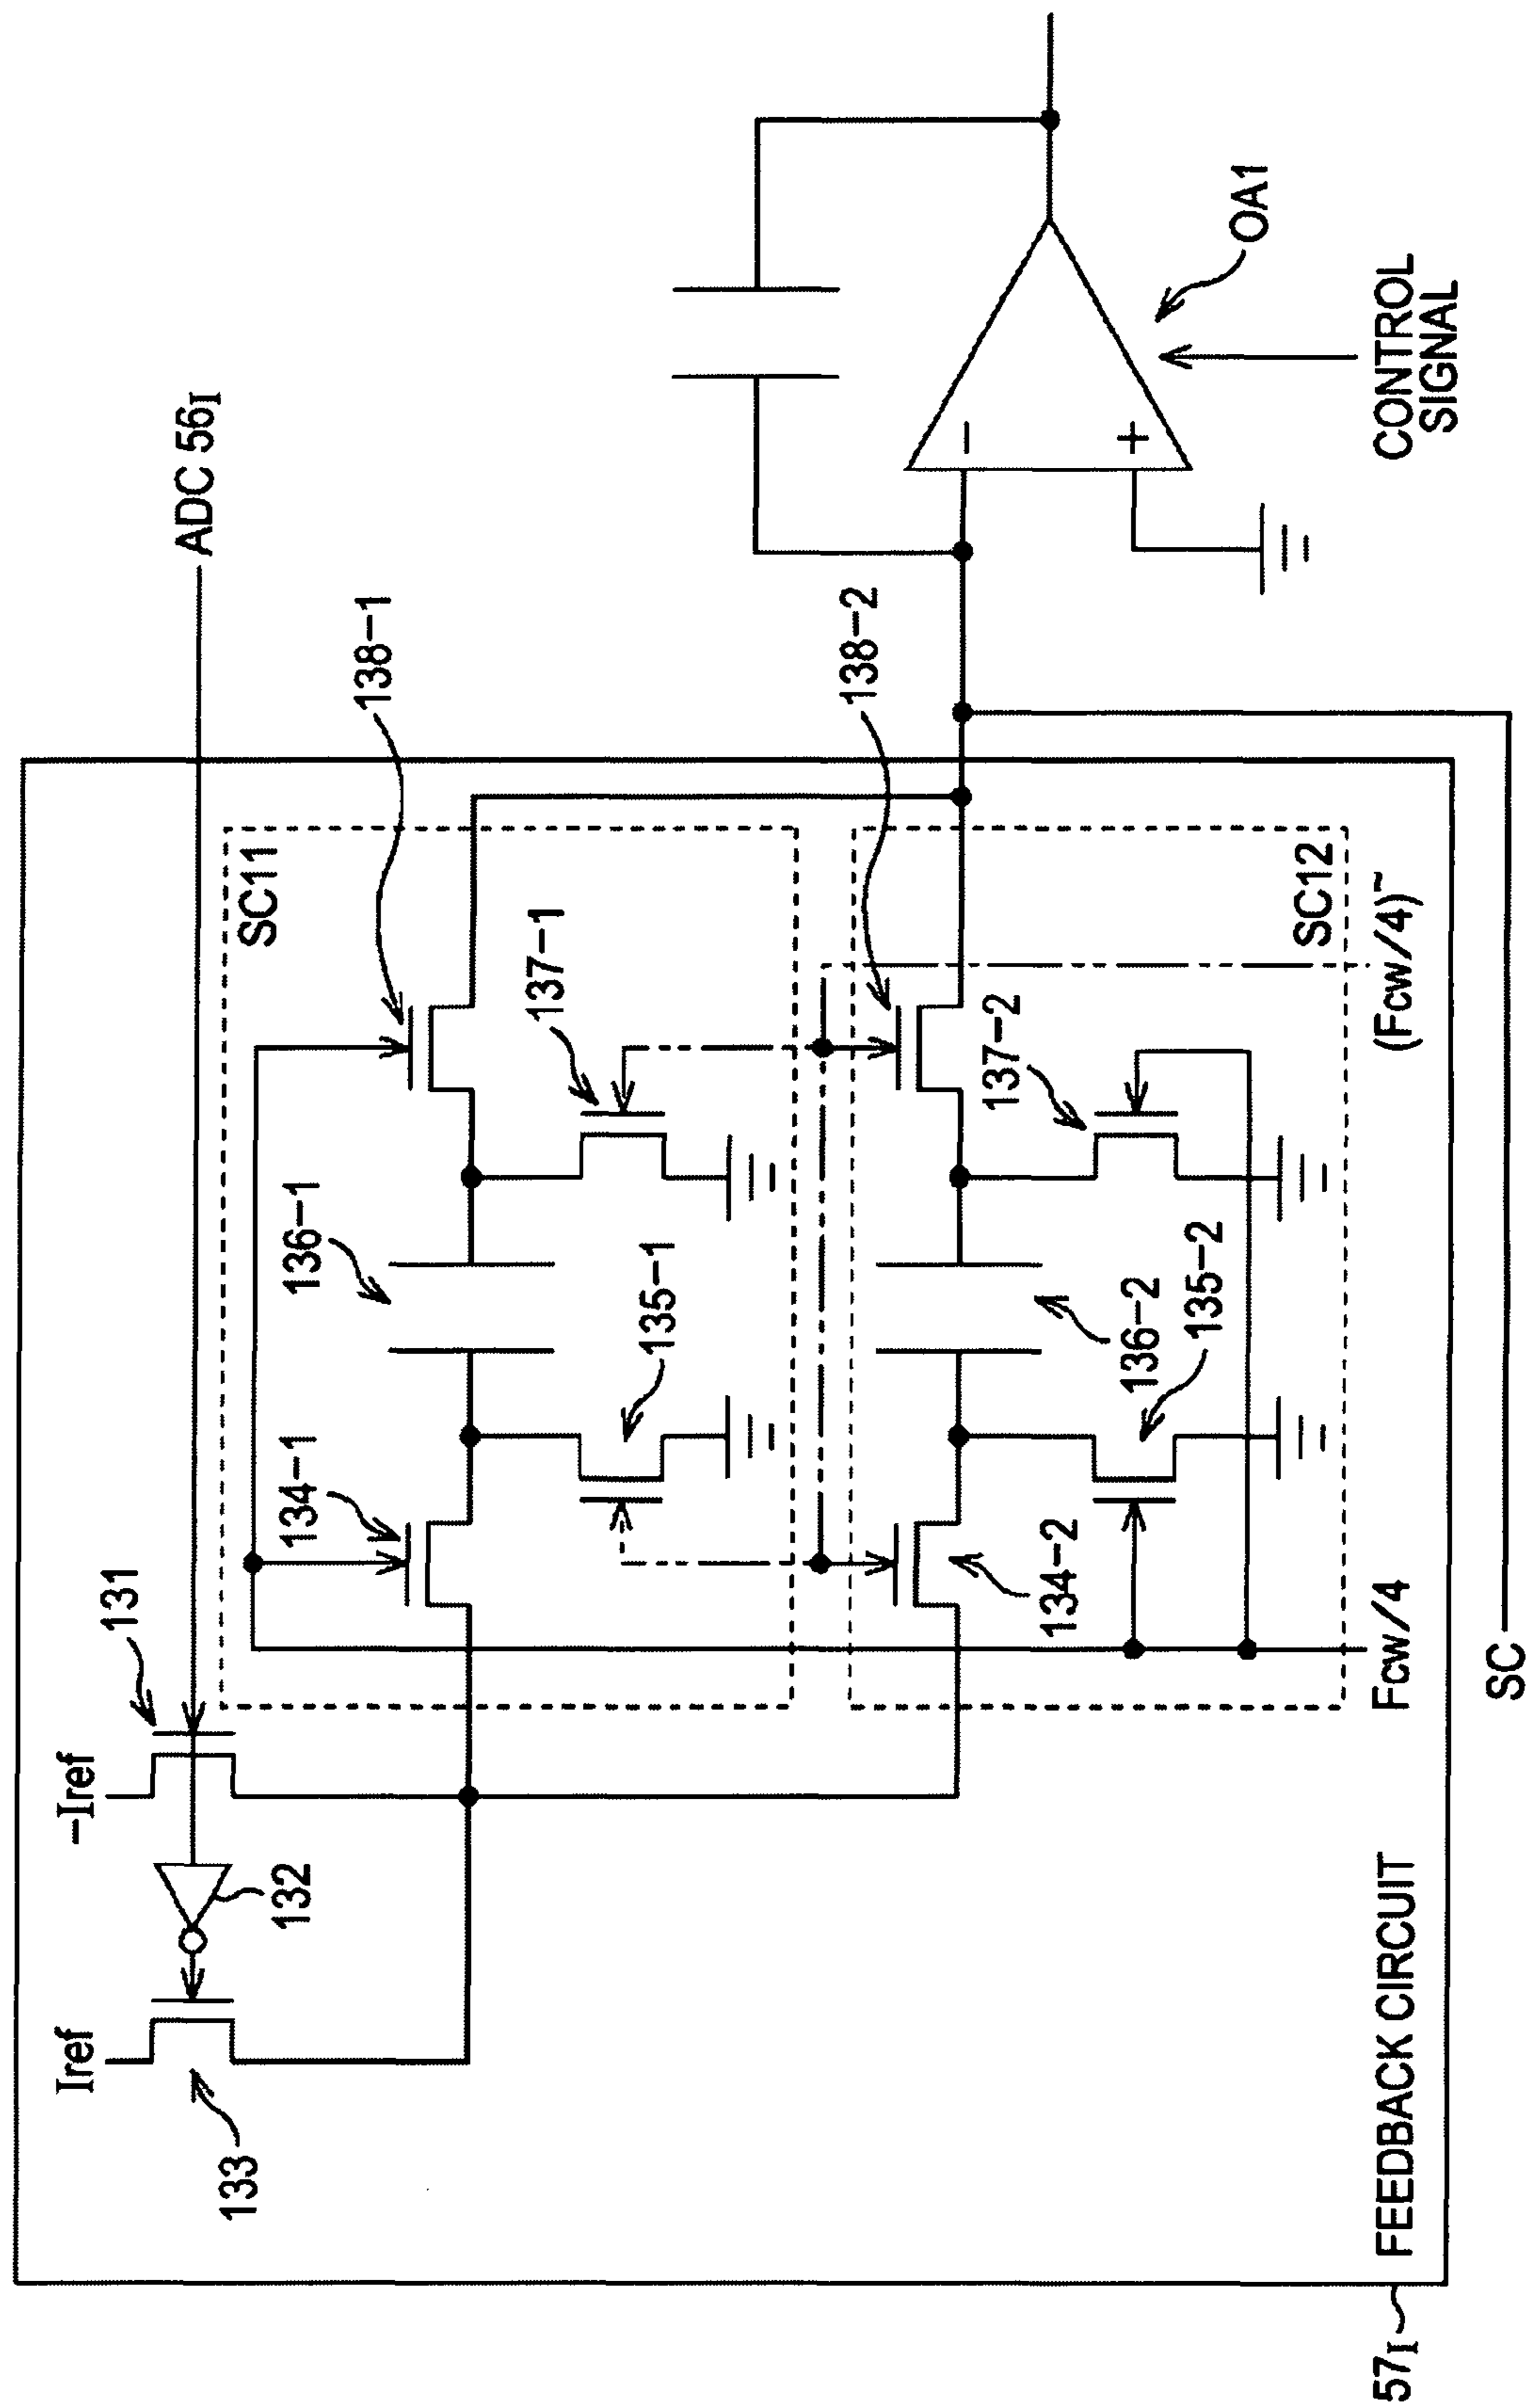 ADC 56I
-Iref
Iref
131
132
133
SC11
134-1
135-1
136-1
137-1
138-1
SC12
134-2
135-2
136-2
137-2
138-2
Fcw/4
(Fcw/4)~
FEEDBACK CIRCUIT
57I
SC
−
+
OA1
CONTROL
SIGNAL